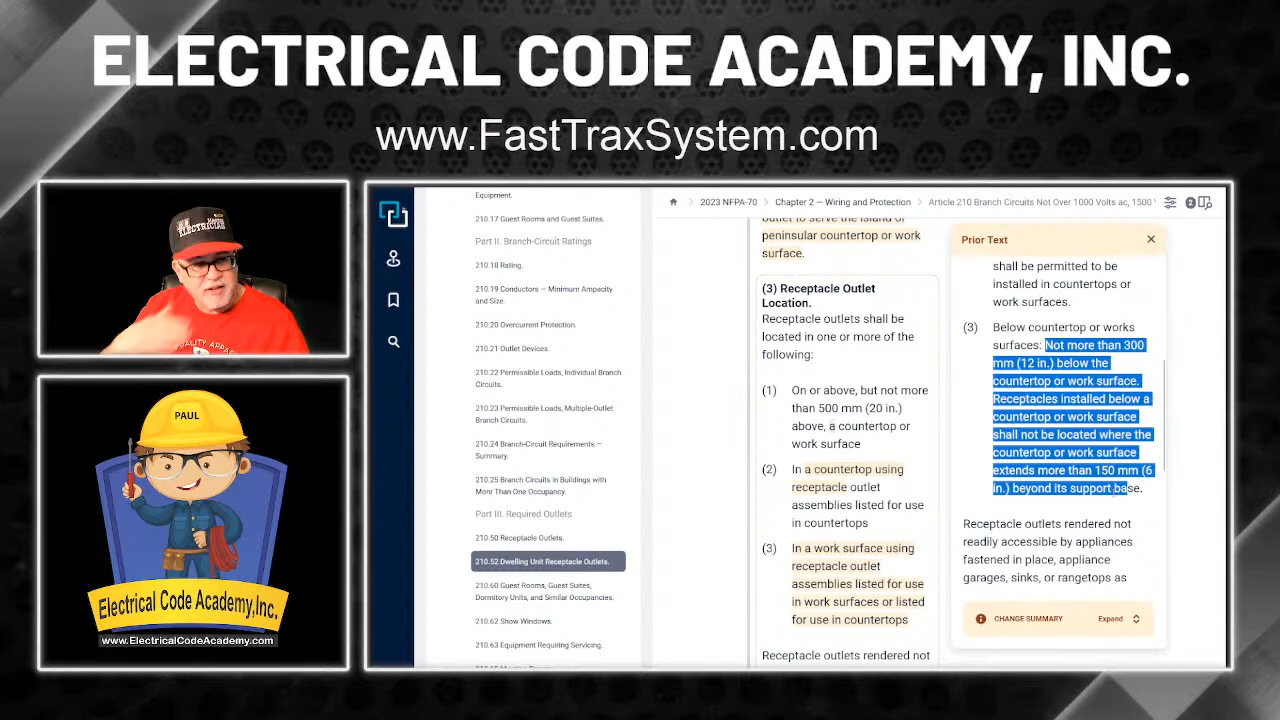 ELECTRICAL CODE ACADEMY, INC.
www.FastTraxSystem.com
MASTER
ELECTRICIAN
PAUL
Electrical Code Academy,Inc.
www.ElectricalCodeAcademy.com
Equipment.
210.17 Guest Rooms and Guest Suites.
Part II. Branch-Circuit Ratings
210.18 Rating.
210.19 Conductors — Minimum Ampacity
and Size.
210.20 Overcurrent Protection.
210.21 Outlet Devices.
210.22 Permissible Loads, Individual Branch
Circuits.
210.23 Permissible Loads, Multiple-Outlet
Branch Circuits.
210.24 Branch-Circuit Requirements —
Summary.
210.25 Branch Circuits in Buildings with
More Than One Occupancy.
Part III. Required Outlets
210.50 Receptacle Outlets.
210.52 Dwelling Unit Receptacle Outlets.
210.60 Guest Rooms, Guest Suites,
Dormitory Units, and Similar Occupancies.
210.62 Show Windows.
210.63 Equipment Requiring Servicing.
2023 NFPA-70
Chapter 2 — Wiring and Protection
Article 210 Branch Circuits Not Over 1000 Volts ac, 1500
2
outlet to serve the island or
peninsular countertop or work
surface.
(3) Receptacle Outlet
Location.
Receptacle outlets shall be
located in one or more of the
following:
(1) On or above, but not more
than 500 mm (20 in.)
above, a countertop or
work surface
(2) In a countertop using
receptacle outlet
assemblies listed for use
in countertops
(3) In a work surface using
receptacle outlet
assemblies listed for use
in work surfaces or listed
for use in countertops
Receptacle outlets rendered not
Prior Text
shall be permitted to be
installed in countertops or
work surfaces.
(3) Below countertop or works
surfaces: Not more than 300
mm (12 in.) below the
countertop or work surface.
Receptacles installed below a
countertop or work surface
shall not be located where the
countertop or work surface
extends more than 150 mm (6
in.) beyond its support base.
Receptacle outlets rendered not
readily accessible by appliances
fastened in place, appliance
garages, sinks, or rangetops as
CHANGE SUMMARY
Expand